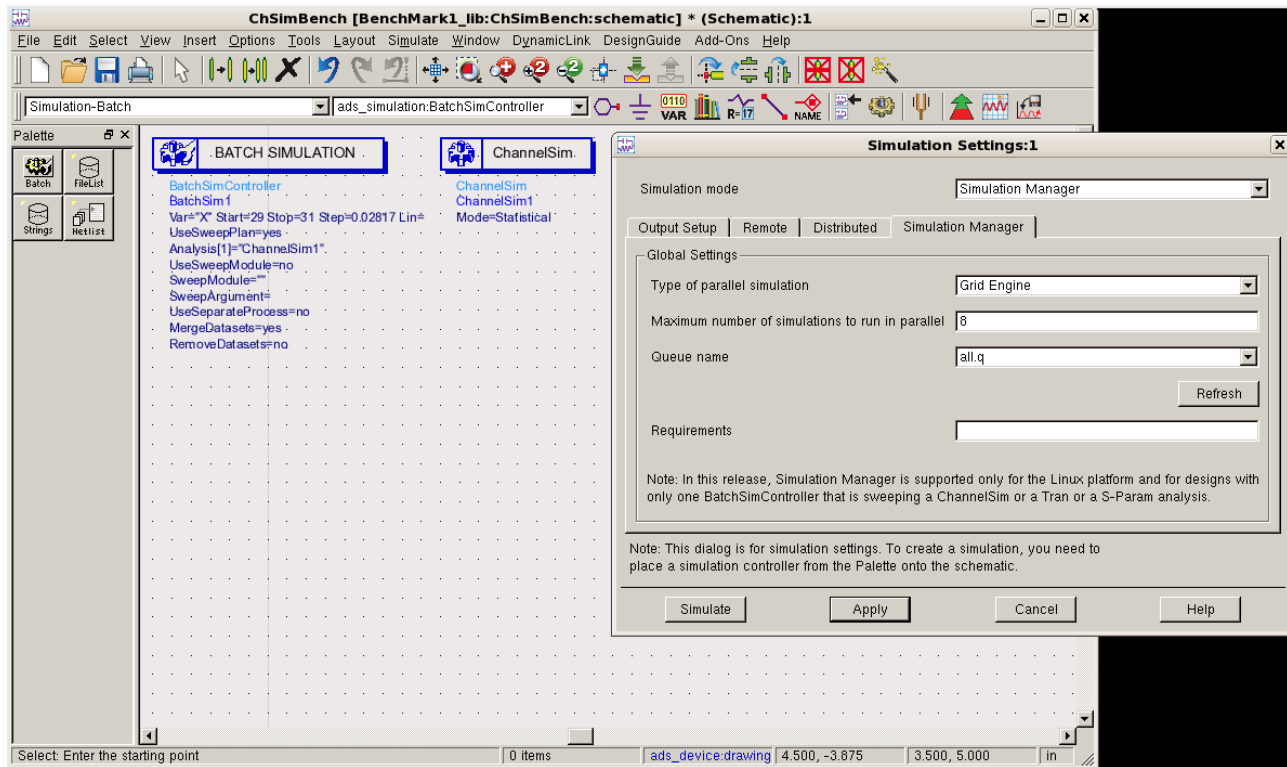 ChSimBench [BenchMark1_lib:ChSimBench:schematic] * (Schematic):1
File Edit Select View Insert Options Tools Layout Simulate Window DynamicLink DesignGuide Add-Ons Help
Simulation-Batch ads_simulation:BatchSimController 0110 VAR R=17 NAME
Palette
Batch FileList
Strings Netlist
BATCH SIMULATION
BatchSimController
BatchSim1
Var="X" Start=29 Stop=31 Step=0.02817 Lin=
UseSweepPlan=yes
Analysis[1]="ChannelSim1"
UseSweepModule=no
SweepModule=""
SweepArgument=
UseSeparateProcess=no
MergeDatasets=yes
RemoveDatasets=no
ChannelSim
ChannelSim
ChannelSim1
Mode=Statistical
Simulation Settings:1
Simulation mode Simulation Manager
Output Setup Remote Distributed Simulation Manager
Global Settings
Type of parallel simulation Grid Engine
Maximum number of simulations to run in parallel 8
Queue name all.q
Refresh
Requirements
Note: In this release, Simulation Manager is supported only for the Linux platform and for designs with
only one BatchSimController that is sweeping a ChannelSim or a Tran or a S-Param analysis.
Note: This dialog is for simulation settings. To create a simulation, you need to
place a simulation controller from the Palette onto the schematic.
Simulate Apply Cancel Help
Select: Enter the starting point 0 items ads_device:drawing 4.500, -3.875 3.500, 5.000 in